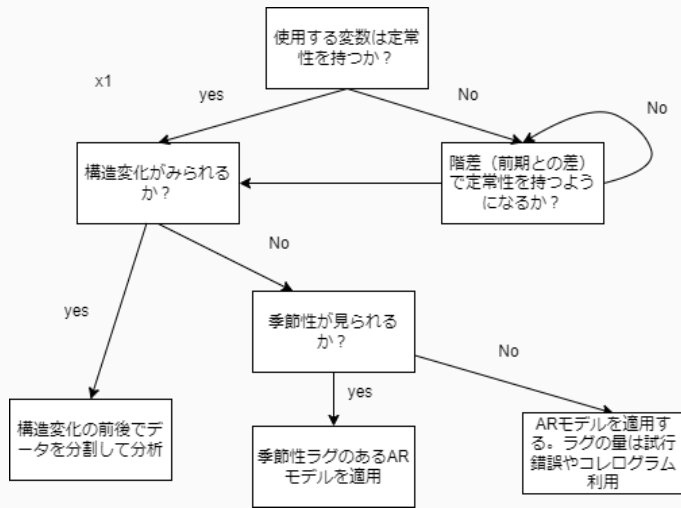 使用する変数は定常
性を持つか？
x1
yes
No
No
構造変化がみられる
か？
階差（前期との差）
で定常性を持つよう
になるか？
No
yes
季節性が見られる
か？
No
yes
構造変化の前後でデ
ータを分割して分析
季節性ラグのあるAR
モデルを適用
ARモデルを適用す
る。ラグの量は試行
錯誤やコレログラム
利用